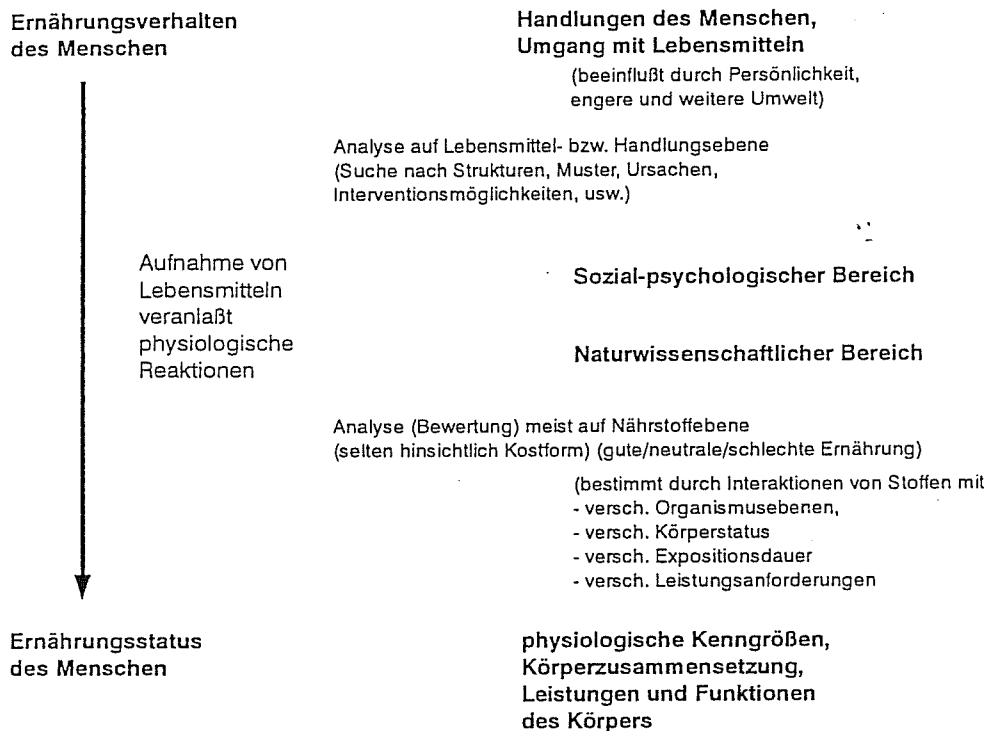 Ernährungsverhalten
des Menschen
Handlungen des Menschen,
Umgang mit Lebensmitteln
(beeinflußt durch Persönlichkeit,
engere und weitere Umwelt)
Analyse auf Lebensmittel- bzw. Handlungsebene
(Suche nach Strukturen, Muster, Ursachen,
Interventionsmöglichkeiten, usw.)
Aufnahme von
Lebensmitteln
veranlaßt
physiologische
Reaktionen
Sozial-psychologischer Bereich
Naturwissenschaftlicher Bereich
Analyse (Bewertung) meist auf Nährstoffebene
(selten hinsichtlich Kostform) (gute/neutrale/schlechte Ernährung)
(bestimmt durch Interaktionen von Stoffen mit
- versch. Organismusebenen,
- versch. Körperstatus
- versch. Expositionsdauer
- versch. Leistungsanforderungen
Ernährungsstatus
des Menschen
physiologische Kenngrößen,
Körperzusammensetzung,
Leistungen und Funktionen
des Körpers